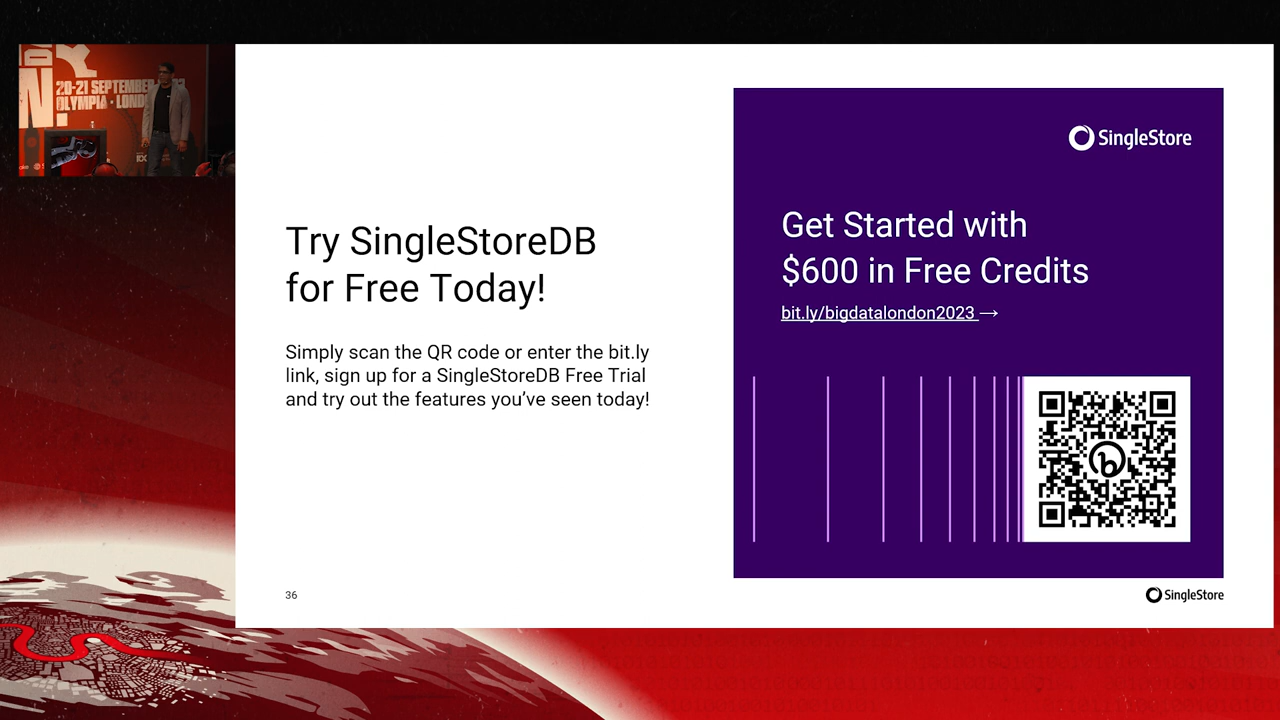 20-21 SEPTEMBER
OLYMPIA · LONDON
Try SingleStoreDB
for Free Today!
Simply scan the QR code or enter the bit.ly
link, sign up for a SingleStoreDB Free Trial
and try out the features you've seen today!
SingleStore
Get Started with
$600 in Free Credits
bit.ly/bigdatalondon2023 →
b
36
SingleStore